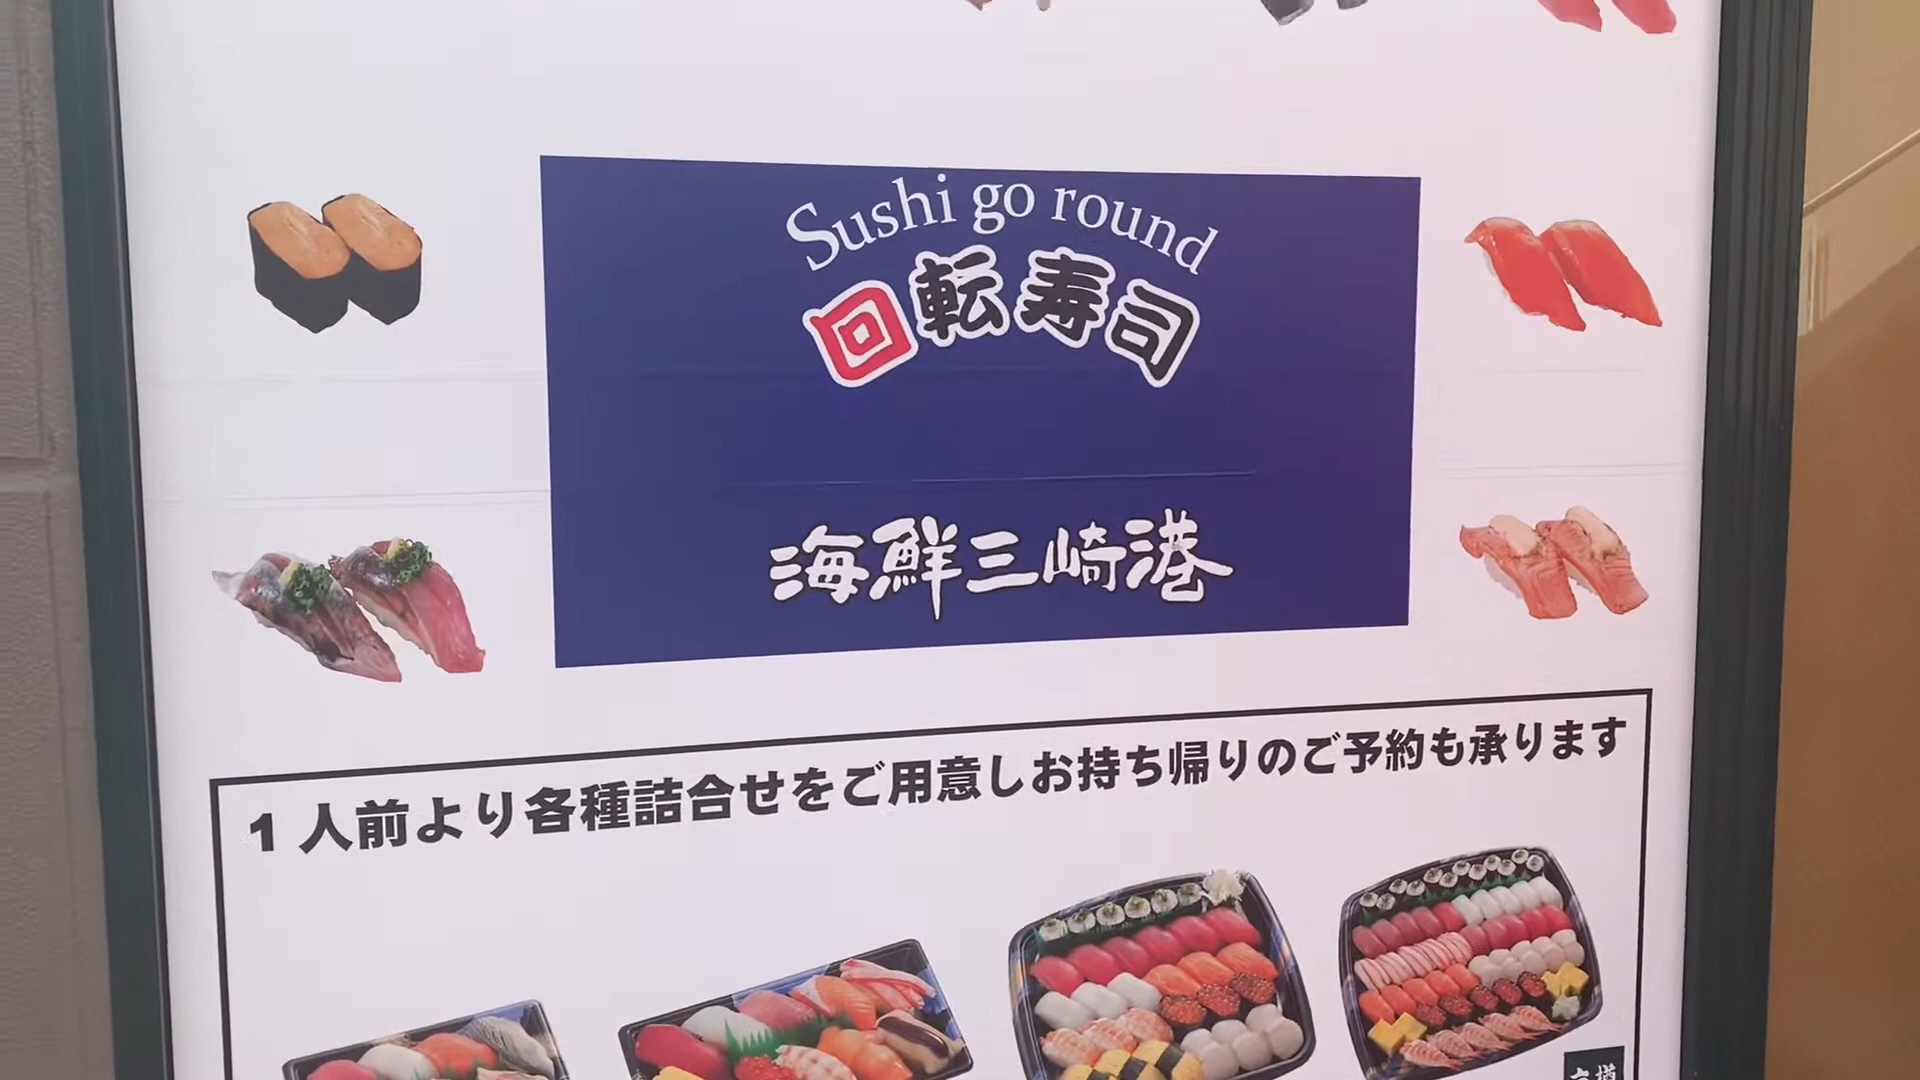 Sushi go round
回転寿司
海鮮三崎港
1人前より各種詰合せをご用意しお持ち帰りのご予約も承ります